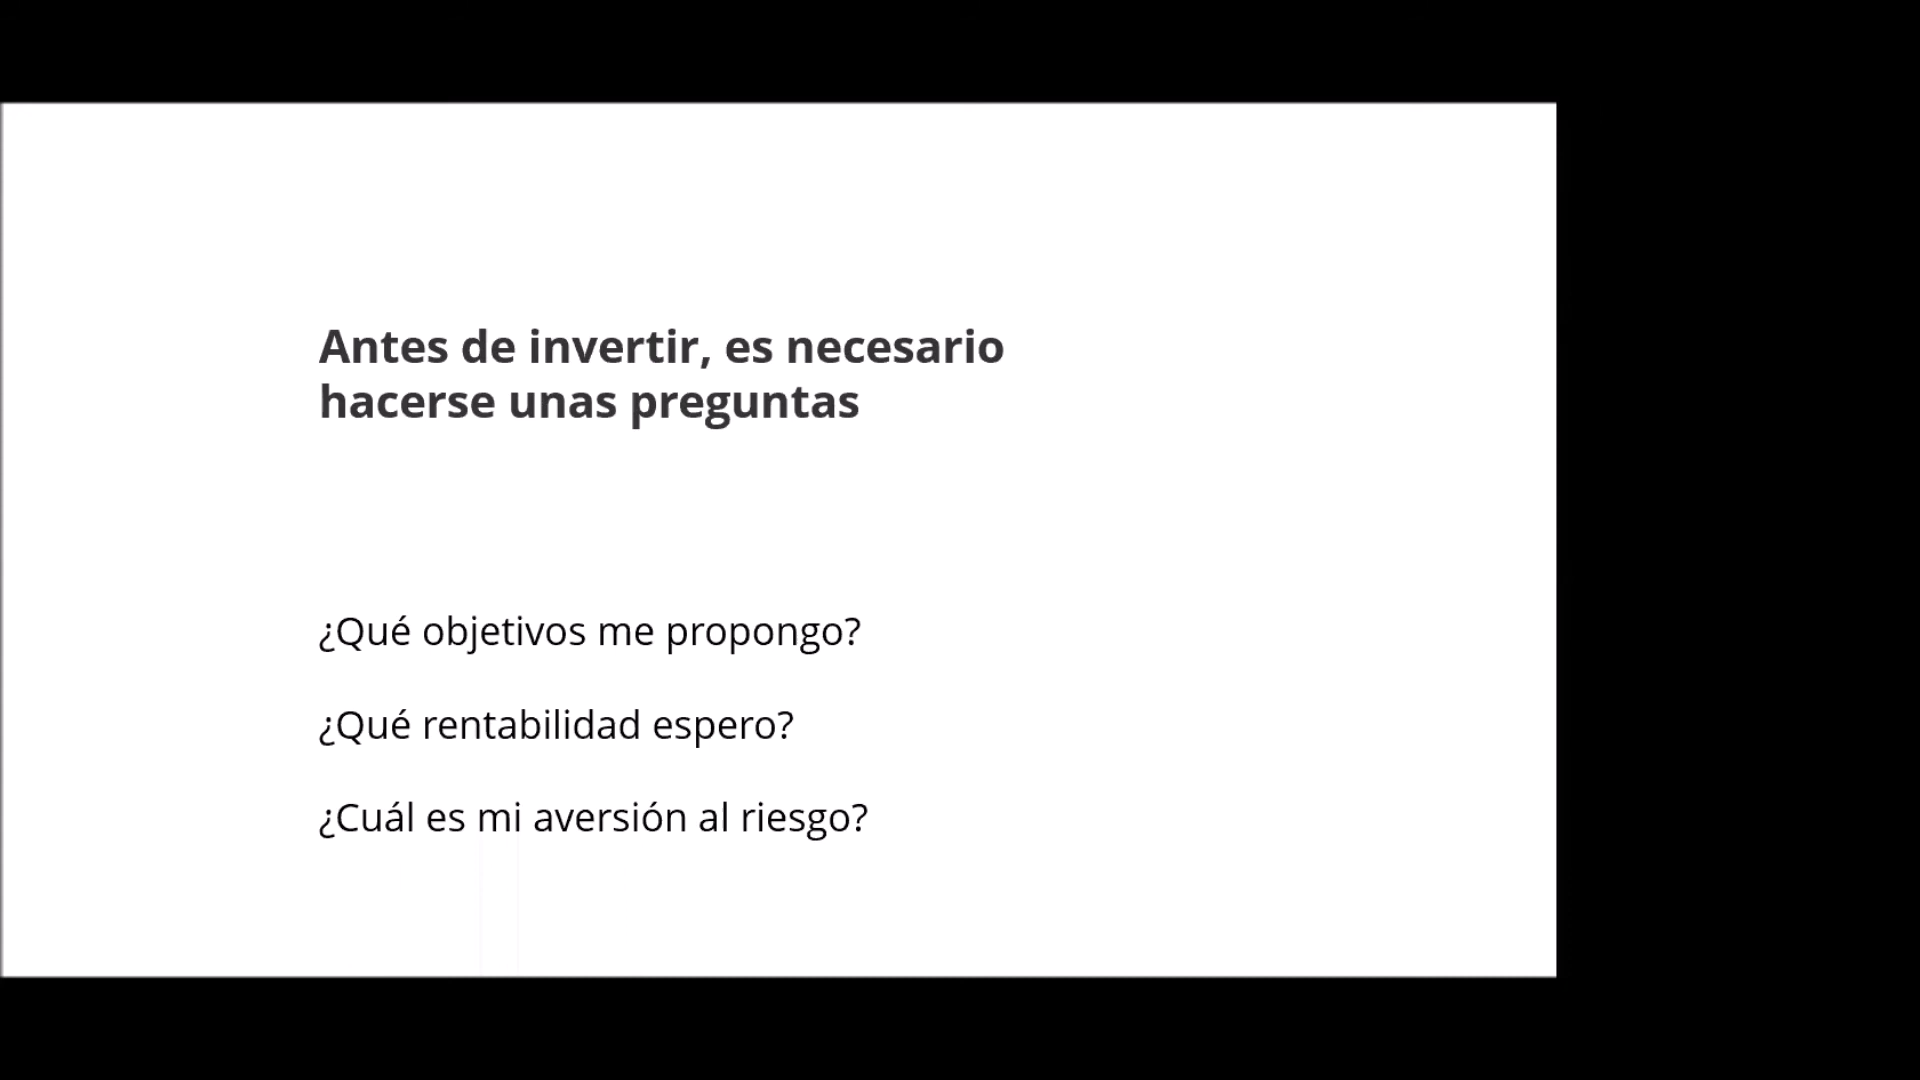 Antes de invertir, es necesario
hacerse unas preguntas
¿Qué objetivos me propongo?
¿Qué rentabilidad espero?
¿Cuál es mi aversión al riesgo?